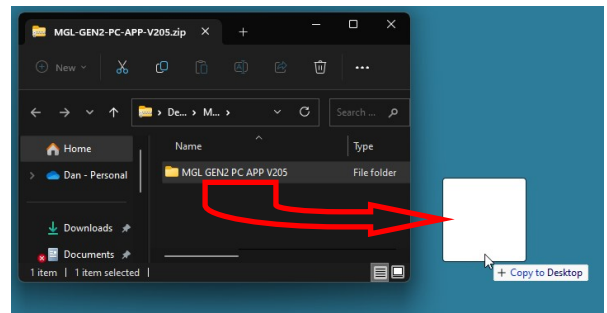 MGL-GEN2-PC-APP-V205.zip
New
De... > M... >
Search ...
Home
Name
Type
Dan - Personal
MGL GEN2 PC APP V205
File folder
Downloads
Documents
1 item | 1 item selected |
+ Copy to Desktop